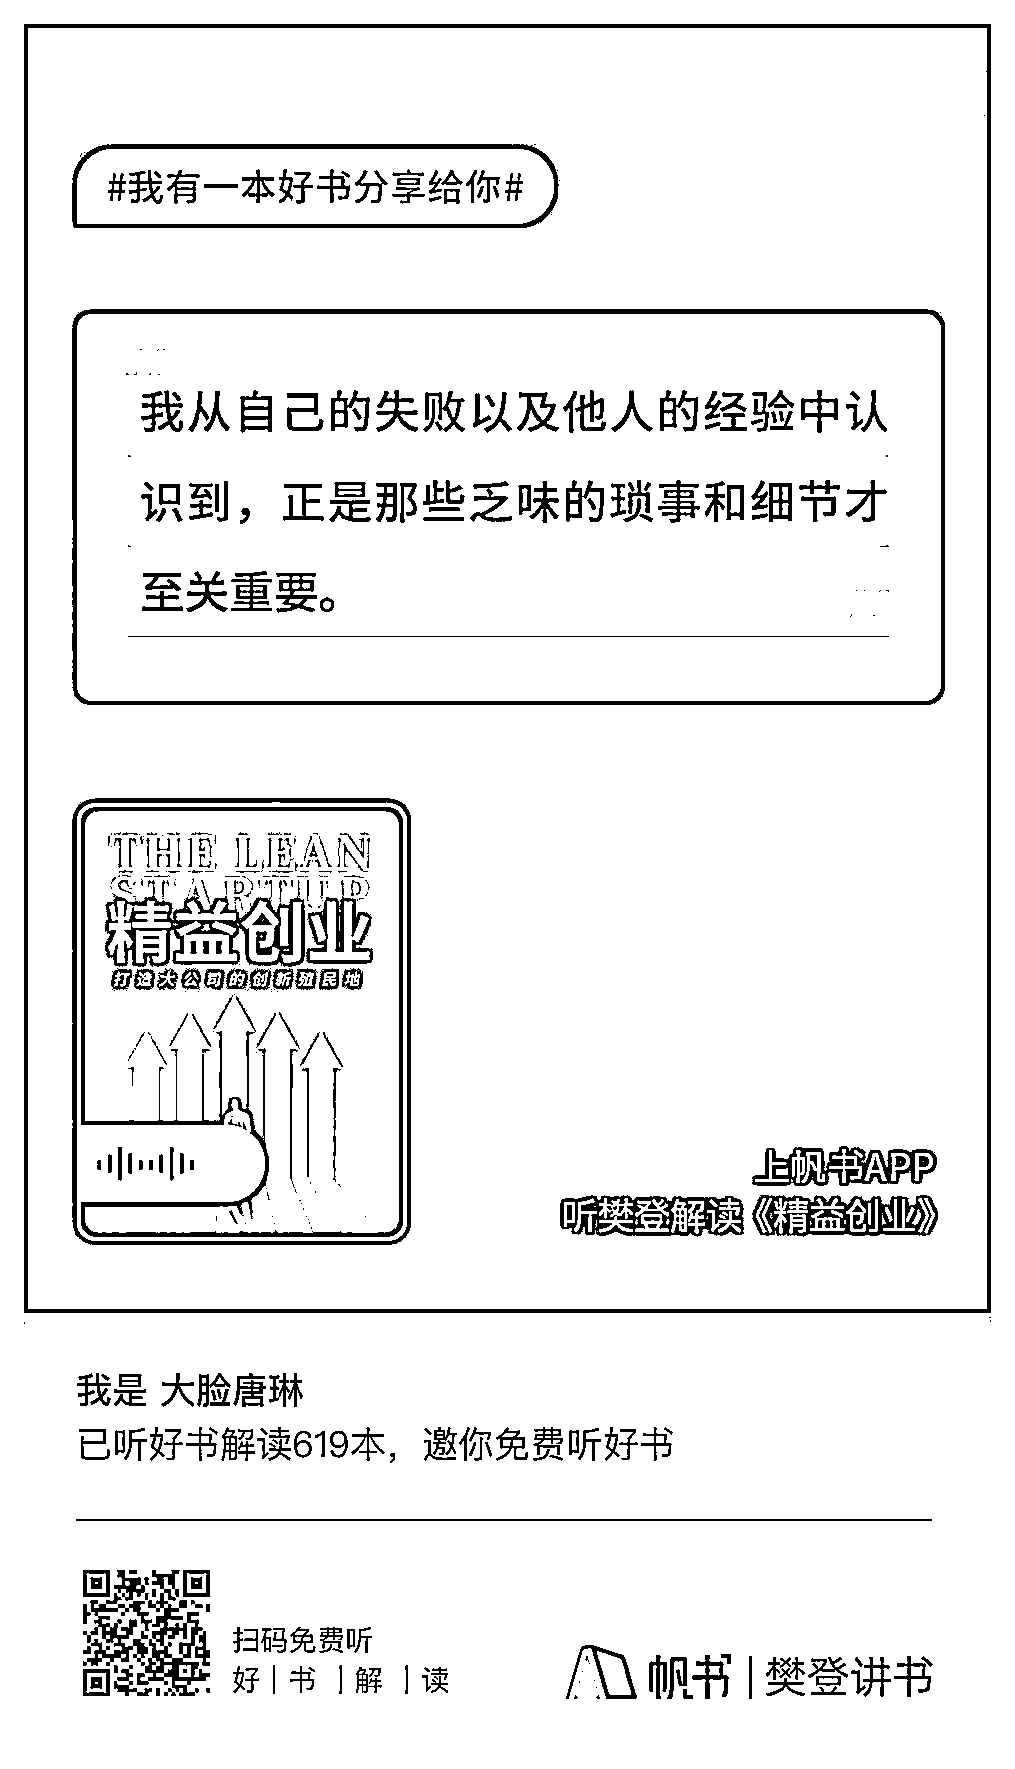 #我有一本好书分享给你#
我从自己的失败以及他人的经验中认
识到，正是那些乏味的琐事和细节才
至关重要。
THE LEAN
STARTUP
精益创业
打造大公司的创新殖民地
上帆书APP
听樊登解读《精益创业》
我是 大脸唐琳
已听好书解读619本，邀你免费听好书
扫码免费听
好｜书｜解｜读
帆书｜樊登讲书